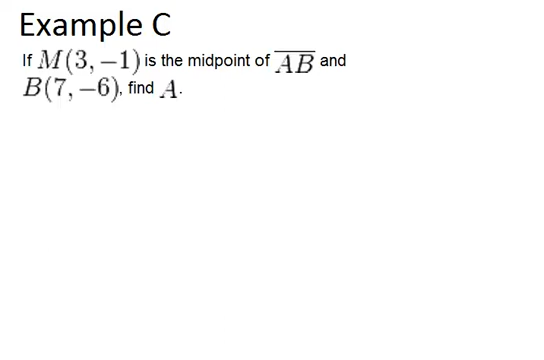 Example C
If M(3, −1) is the midpoint of AB and
B(7, −6), find A.